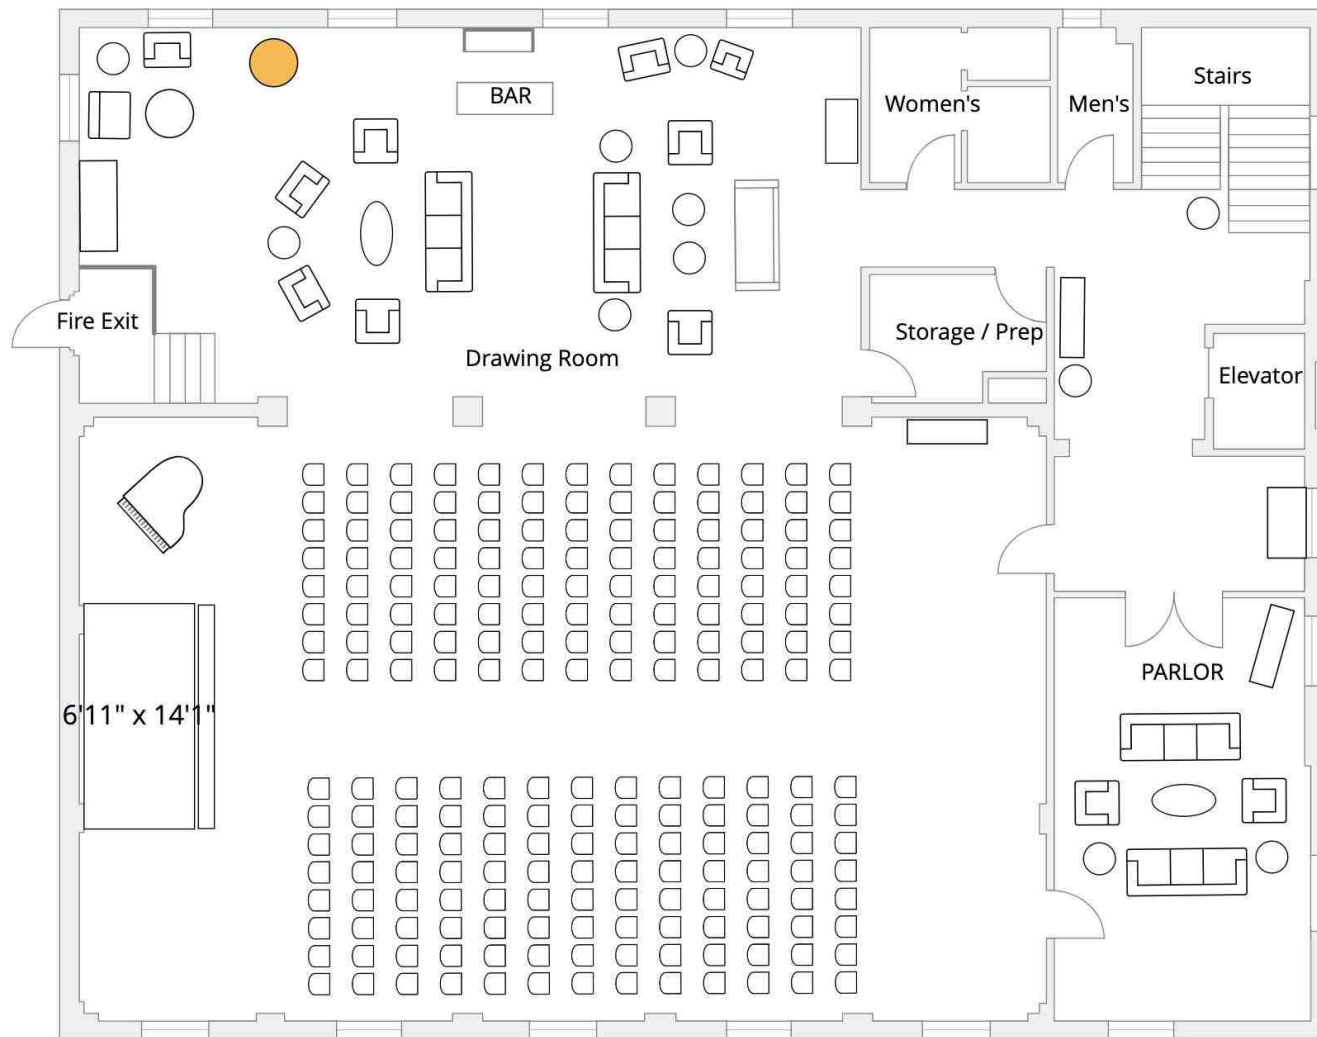 Stairs
BAR
Women's
Men's
Fire Exit
Storage / Prep
Drawing Room
Elevator
PARLOR
6'11" x 14'1"